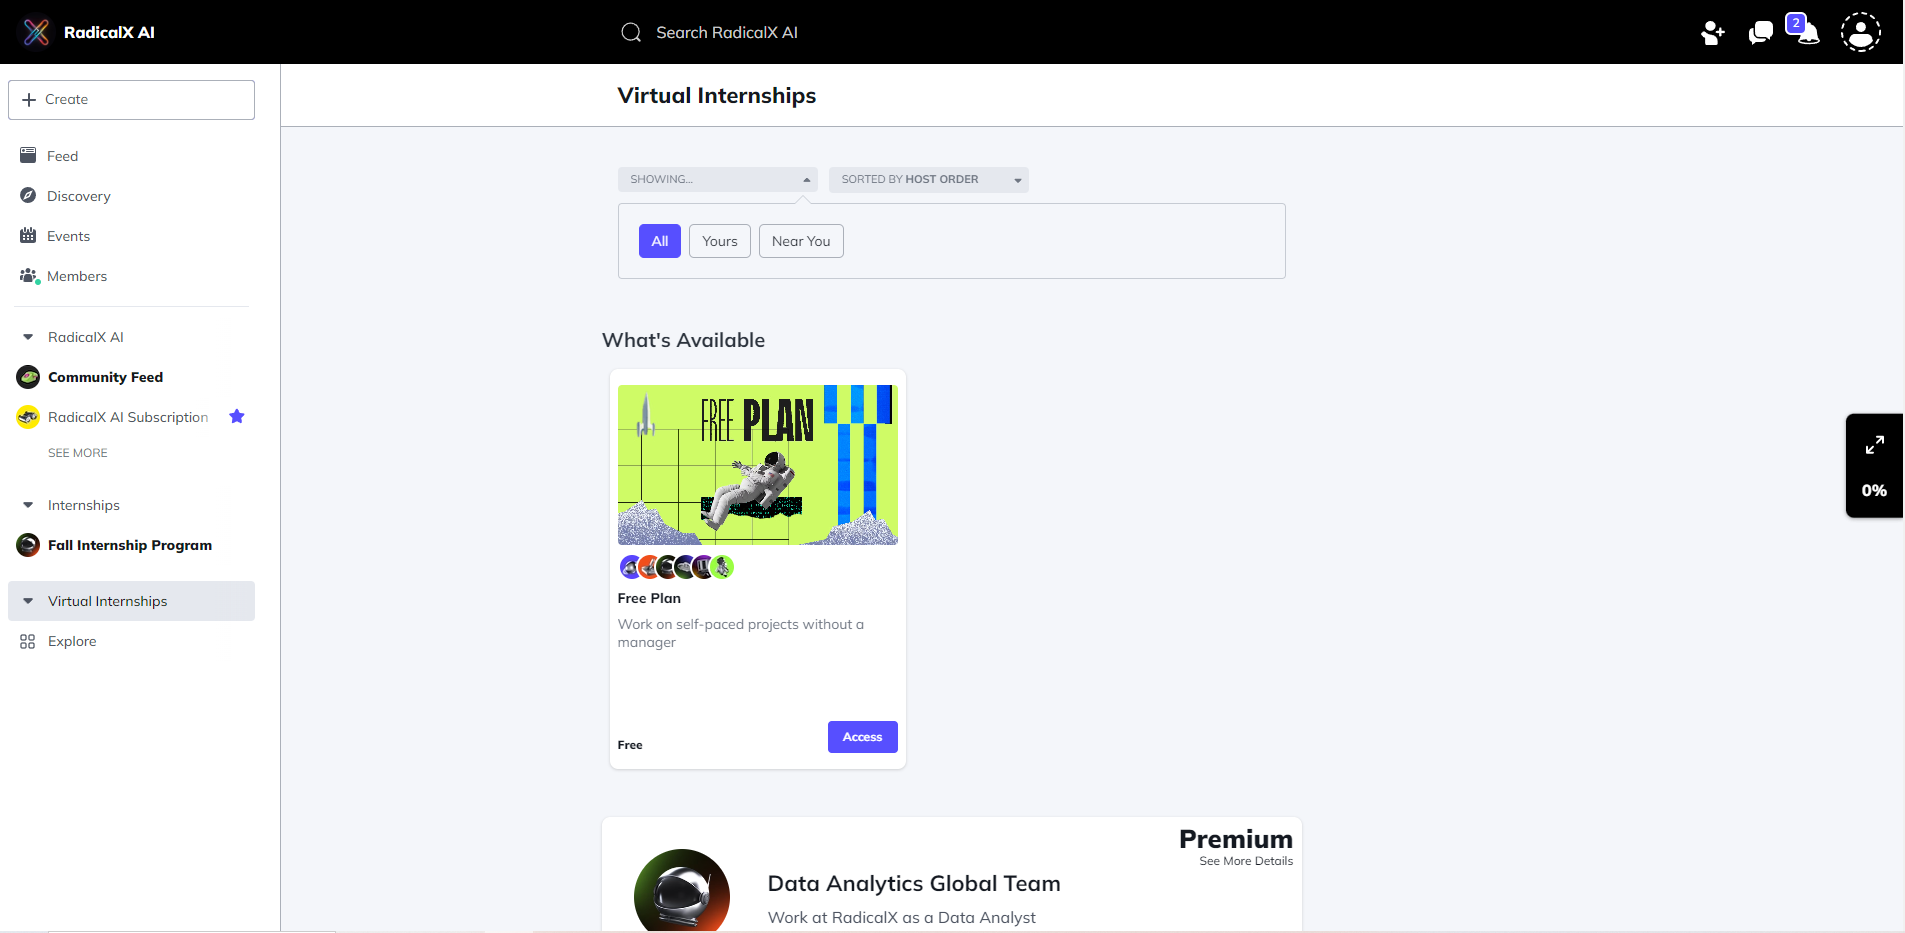 RadicalX AI
Search RadicalX AI
2
Create
Feed
Discovery
Events
Members
RadicalX AI
Community Feed
RadicalX AI Subscription
SEE MORE
Internships
Fall Internship Program
Virtual Internships
Explore
Virtual Internships
SHOWING...
SORTED BY HOST ORDER
All
Yours
Near You
What's Available
FREE PLAN
Free Plan
Work on self-paced projects without a
manager
Free
Access
0%
Premium
See More Details
Data Analytics Global Team
Work at RadicalX as a Data Analyst